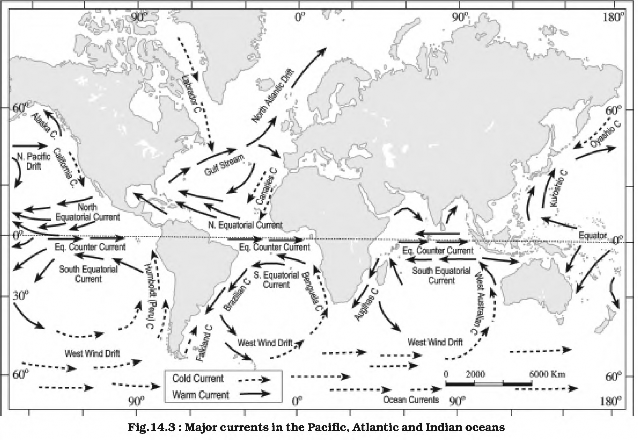 90° 0° 90° 180°
60° 60°
Labrador C.
North Atlantic Drift
Alaska C.
Oyashio C.
N. Pacific
Drift
California C.
Gulf Stream
Canaries C.
Kuroshio C.
North
Equatorial Current
N. Equatorial Current
0° 0°
Equator
Eq. Counter Current Eq. Counter Current Eq. Counter Current
South Equatorial
Current
S. Equatorial
Current
South Equatorial
Current
Humboldt (Peru) C
Brazilian C
Benguella C.
Augilhas C.
West Australian C.
30° 30°
Falkland C
West Wind Drift West Wind Drift West Wind Drift
60° 60°
Cold Current
Warm Current
0 2000 6000 Km
Ocean Currents
90° 0° 90° 180°
Fig.14.3 : Major currents in the Pacific, Atlantic and Indian oceans